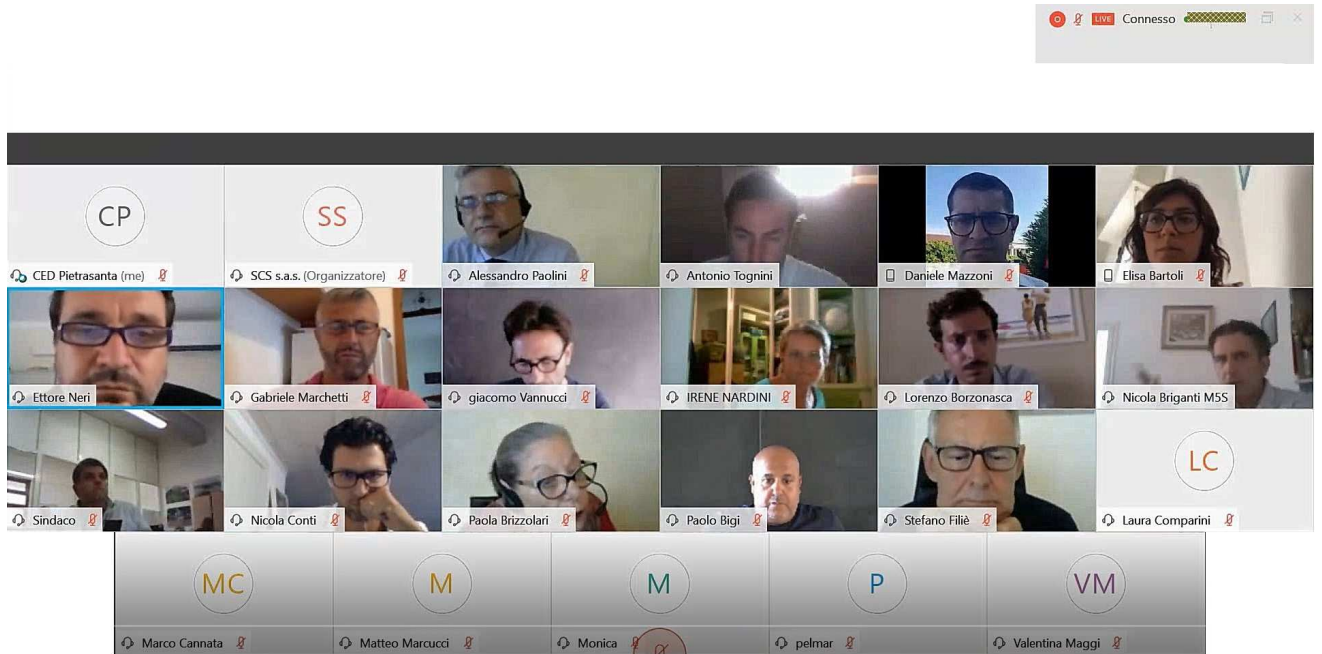 LIVE Connesso
CP
SS
CED Pietrasanta (me)
SCS s.a.s. (Organizzatore)
Alessandro Paolini
Antonio Tognini
Daniele Mazzoni
Elisa Bartoli
Ettore Neri
Gabriele Marchetti
giacomo Vannucci
IRENE NARDINI
Lorenzo Borzonasca
Nicola Briganti M5S
LC
Sindaco
Nicola Conti
Paola Brizzolari
Paolo Bigi
Stefano Filiè
Laura Comparini
MC
M
M
P
VM
Marco Cannata
Matteo Marcucci
Monica
pelmar
Valentina Maggi